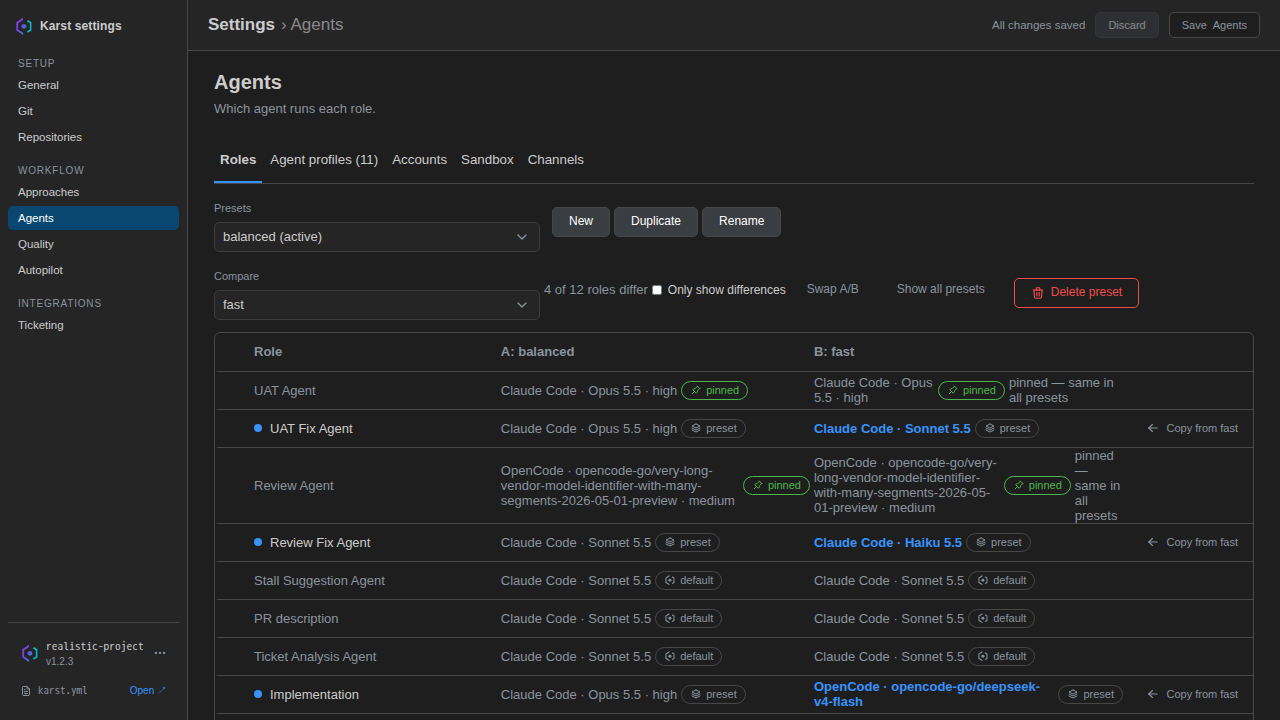 Karst settings
Settings › Agents
All changes saved
Discard
Save Agents
SETUP
General
Git
Repositories
WORKFLOW
Approaches
Agents
Quality
Autopilot
INTEGRATIONS
Ticketing
realistic-project
v1.2.3
karst.yml
Open ↗
Agents
Which agent runs each role.
Roles
Agent profiles (11)
Accounts
Sandbox
Channels
Presets
balanced (active)
New
Duplicate
Rename
Compare
fast
4 of 12 roles differ
Only show differences
Swap A/B
Show all presets
Delete preset
Role
A: balanced
B: fast
UAT Agent
Claude Code · Opus 5.5 · high
pinned
Claude Code · Opus
5.5 · high
pinned
pinned — same in
all presets
UAT Fix Agent
Claude Code · Opus 5.5 · high
preset
Claude Code · Sonnet 5.5
preset
Copy from fast
Review Agent
OpenCode · opencode-go/very-long-
vendor-model-identifier-with-many-
segments-2026-05-01-preview · medium
pinned
OpenCode · opencode-go/very-
long-vendor-model-identifier-
with-many-segments-2026-05-
01-preview · medium
pinned
pinned
—
same in
all
presets
Review Fix Agent
Claude Code · Sonnet 5.5
preset
Claude Code · Haiku 5.5
preset
Copy from fast
Stall Suggestion Agent
Claude Code · Sonnet 5.5
default
Claude Code · Sonnet 5.5
default
PR description
Claude Code · Sonnet 5.5
default
Claude Code · Sonnet 5.5
default
Ticket Analysis Agent
Claude Code · Sonnet 5.5
default
Claude Code · Sonnet 5.5
default
Implementation
Claude Code · Opus 5.5 · high
preset
OpenCode · opencode-go/deepseek-
v4-flash
preset
Copy from fast